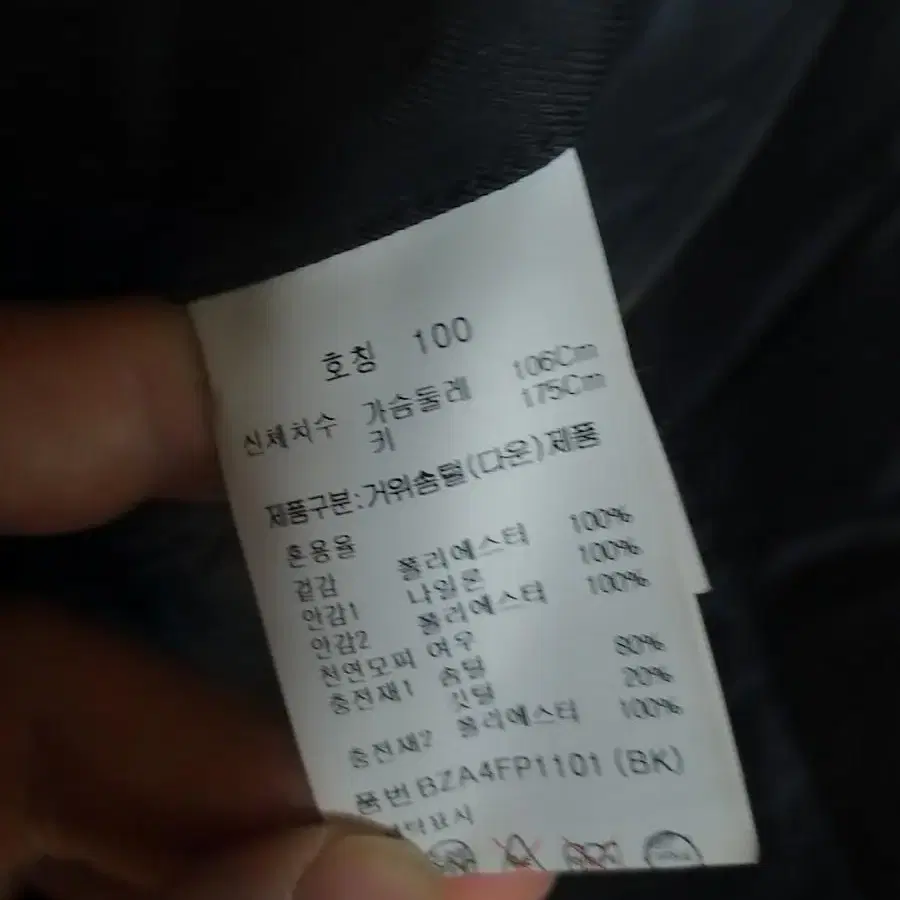 호칭 100
신체치수 가슴둘레 106Cm
키 175Cm
제품구분:거위솜털(다운)제품
혼용율
겉감 폴리에스터 100%
안감1 나일론 100%
안감2 폴리에스터 100%
천연모피 여우
충전재1 솜털 80%
깃털 20%
충전재2 폴리에스터 100%
품번 BZA4FP1101 (BK)